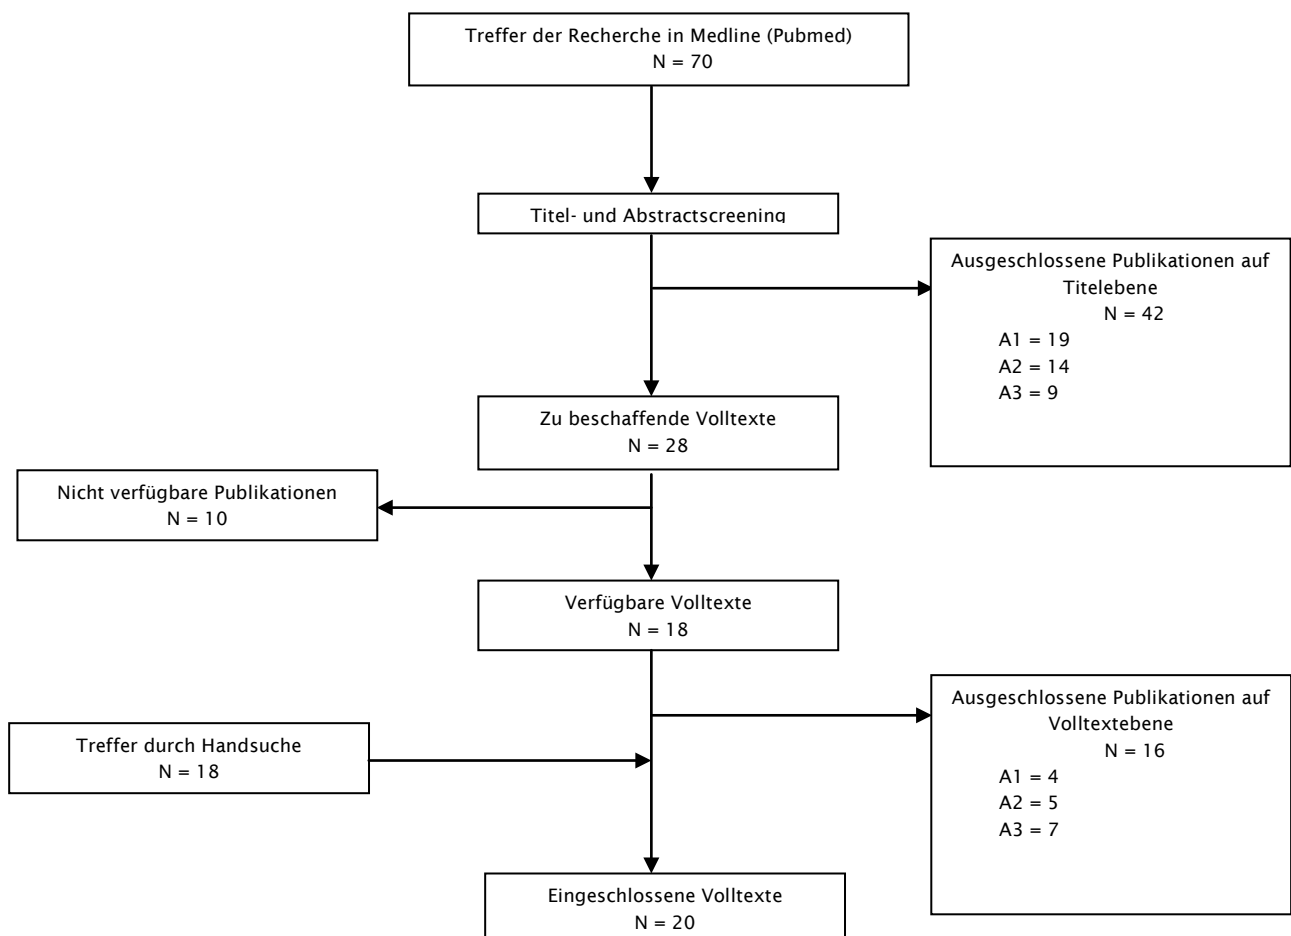 Treffer der Recherche in Medline (Pubmed)
N = 70
Titel- und Abstractscreening
Ausgeschlossene Publikationen auf
Titelebene
N = 42
A1 = 19
A2 = 14
A3 = 9
Zu beschaffende Volltexte
N = 28
Nicht verfügbare Publikationen
N = 10
Verfügbare Volltexte
N = 18
Ausgeschlossene Publikationen auf
Volltextebene
N = 16
A1 = 4
A2 = 5
A3 = 7
Treffer durch Handsuche
N = 18
Eingeschlossene Volltexte
N = 20